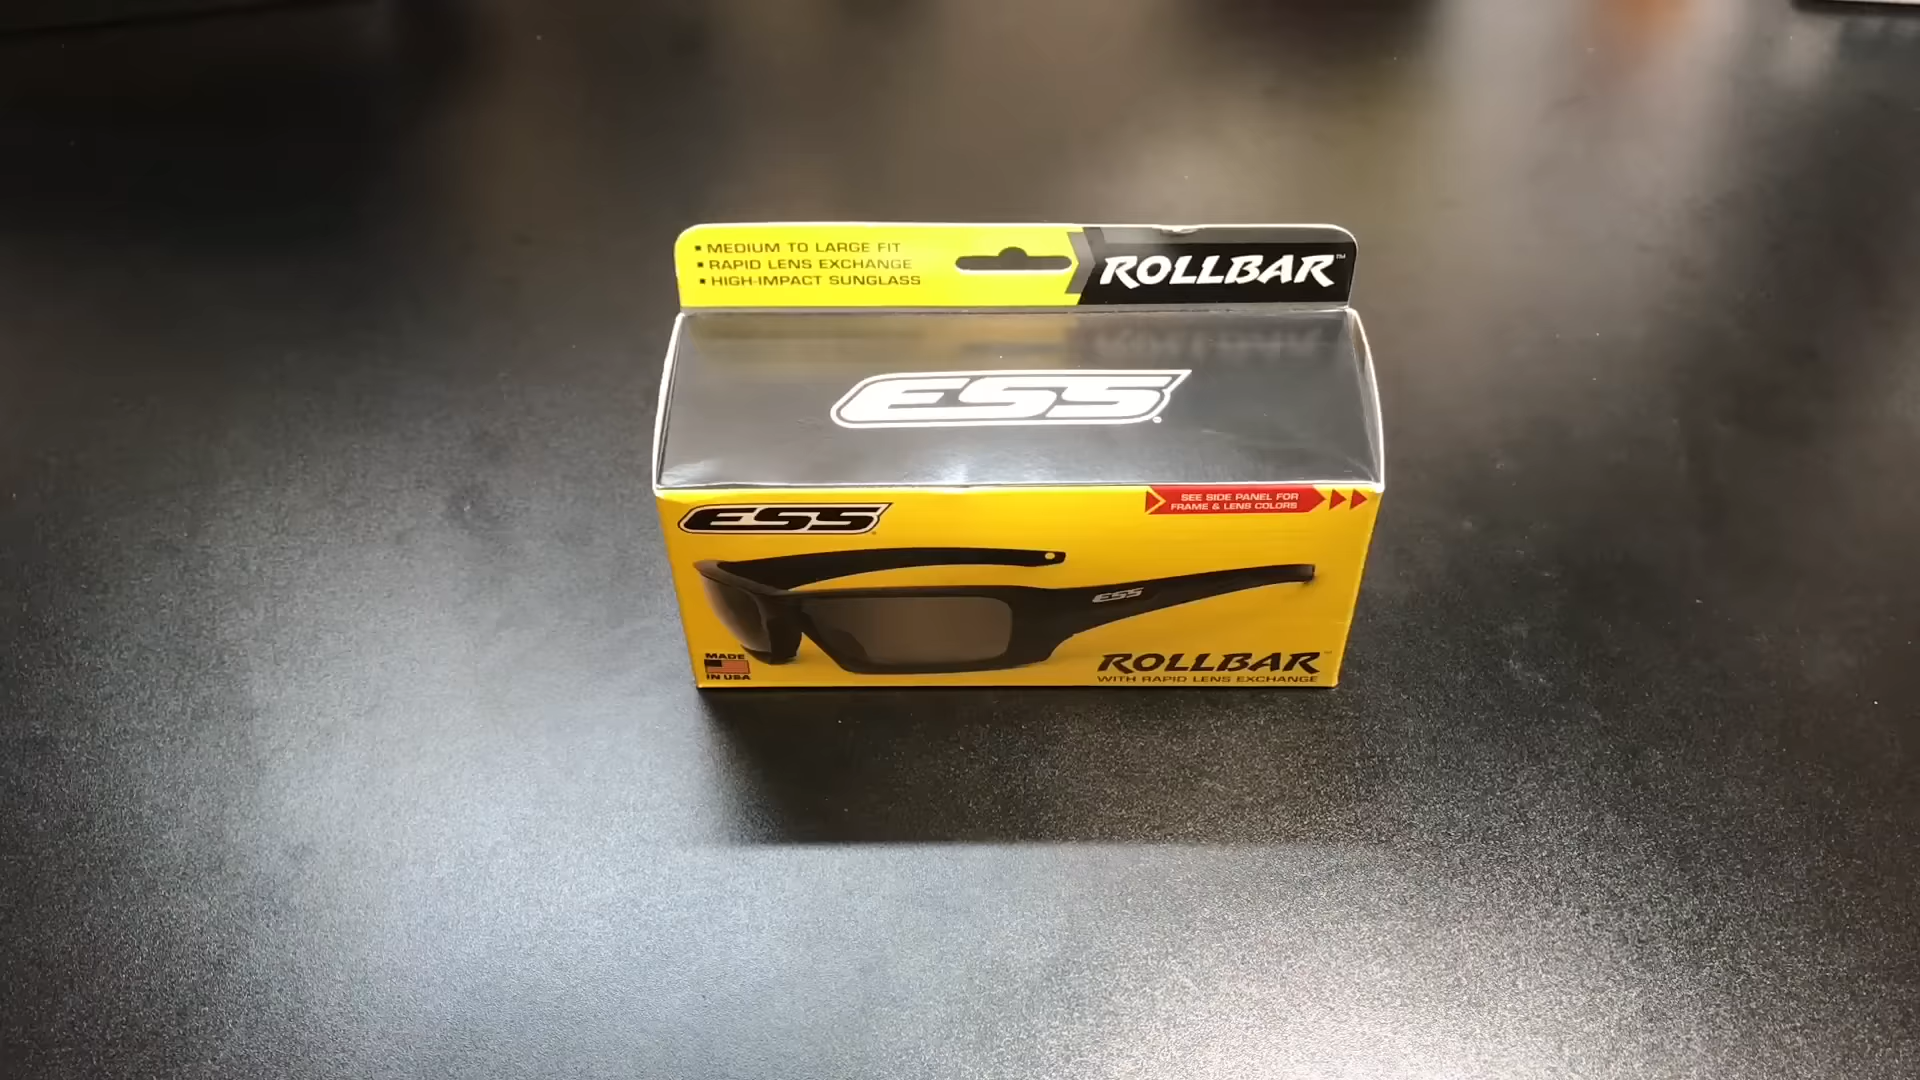 ▪ MEDIUM TO LARGE FIT
▪ RAPID LENS EXCHANGE
▪ HIGH-IMPACT SUNGLASS
ROLLBAR™
ESS
ESS
SEE SIDE PANEL FOR
FRAME & LENS COLORS
ESS
MADE
IN USA
ROLLBAR™
WITH RAPID LENS EXCHANGE